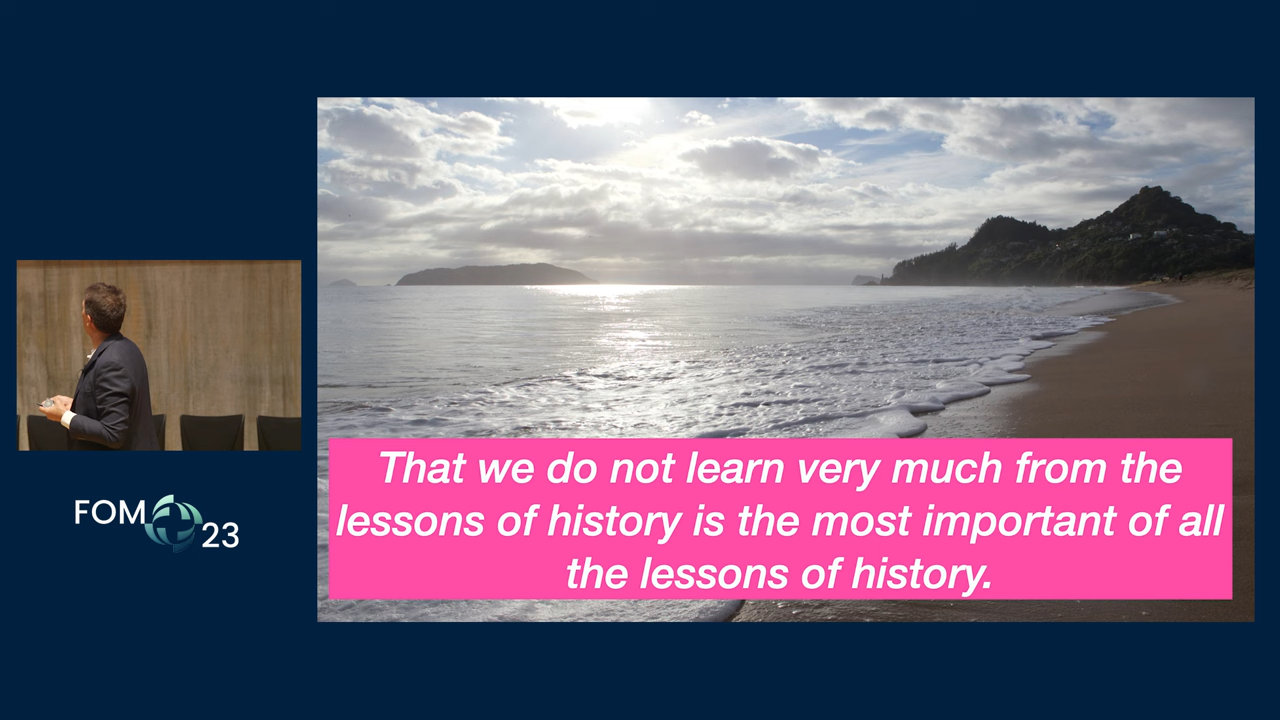 FOM 23
That we do not learn very much from the
lessons of history is the most important of all
the lessons of history.